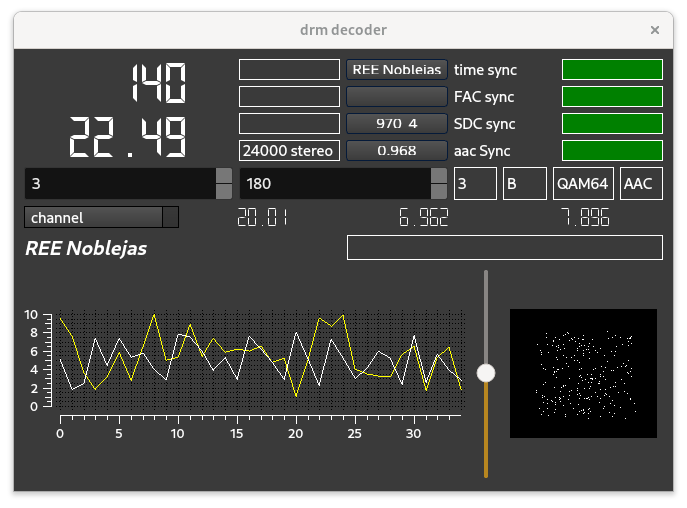 drm decoder ×
140 REE Noblejas time sync
FAC sync
22.49 970 4 SDC sync
24000 stereo 0.968 aac Sync
3 180 3 B QAM64 AAC
channel 20.01 6.962 7.896
REE Noblejas
10
8
6
4
2
0
0 5 10 15 20 25 30